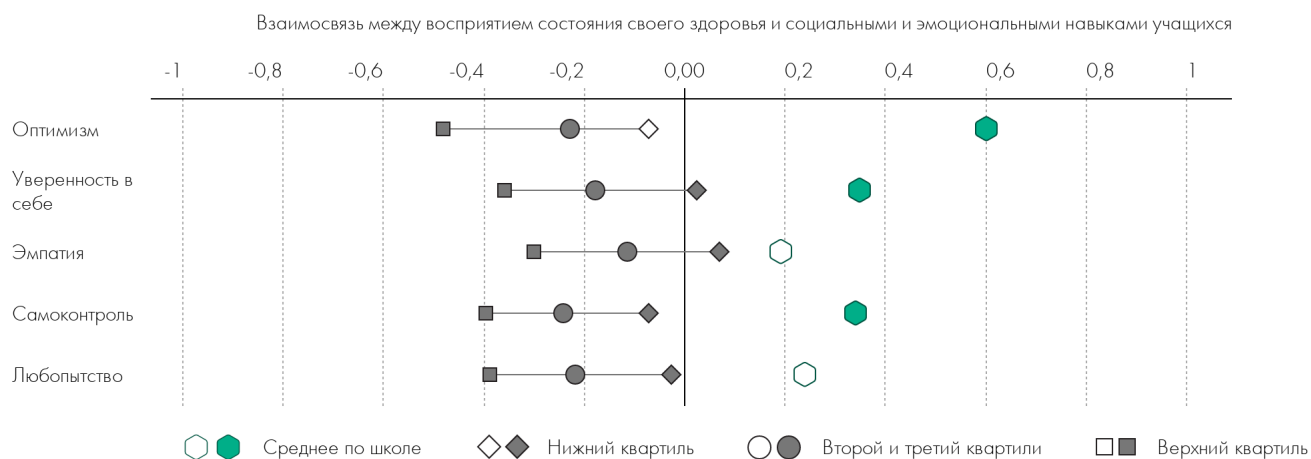 Взаимосвязь между восприятием состояния своего здоровья и социальными и эмоциональными навыками учащихся
-1 -0,8 -0,6 -0,4 -0,2 0,00 0,2 0,4 0,6 0,8 1
Оптимизм
Уверенность в
себе
Эмпатия
Самоконтроль
Любопытство
Среднее по школе Нижний квартиль Второй и третий квартили Верхний квартиль